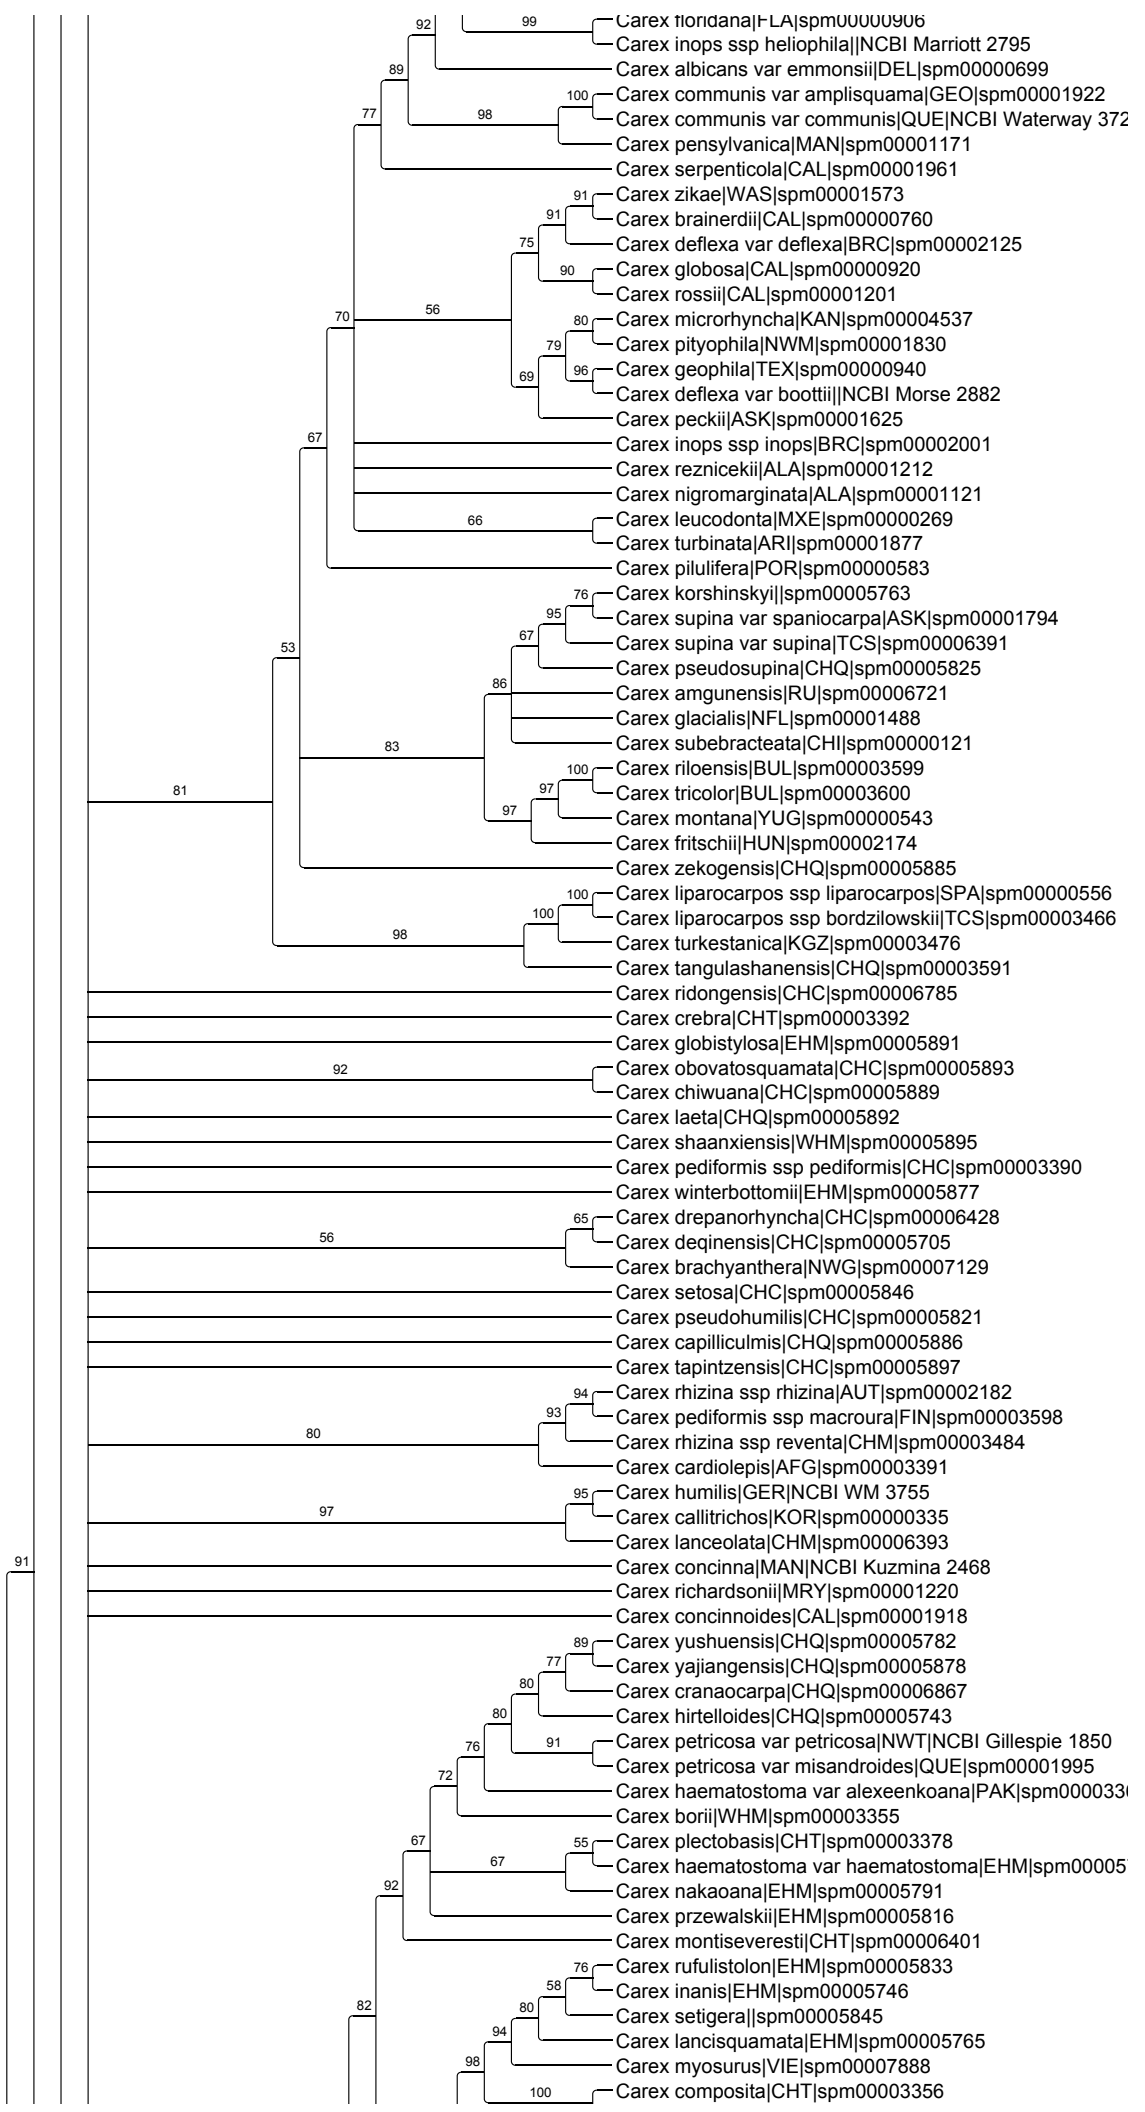 Carex floridana|FLA|spm00000906
99
92
Carex inops ssp heliophila||NCBI Marriott 2795
Carex albicans var emmonsii|DEL|spm00000699
89
Carex communis var amplisquama|GEO|spm00001922
100
98
77
Carex communis var communis|QUE|NCBI Waterway 372
Carex pensylvanica|MAN|spm00001171
Carex serpenticola|CAL|spm00001961
Carex zikae|WAS|spm00001573
91
Carex brainerdii|CAL|spm00000760
91
Carex deflexa var deflexa|BRC|spm00002125
75
Carex globosa|CAL|spm00000920
90
Carex rossii|CAL|spm00001201
56
70
Carex microrhyncha|KAN|spm00004537
80
Carex pityophila|NWM|spm00001830
79
Carex geophila|TEX|spm00000940
96
69
Carex deflexa var boottii||NCBI Morse 2882
Carex peckii|ASK|spm00001625
67
Carex inops ssp inops|BRC|spm00002001
Carex reznicekii|ALA|spm00001212
Carex nigromarginata|ALA|spm00001121
Carex leucodonta|MXE|spm00000269
66
Carex turbinata|ARI|spm00001877
Carex pilulifera|POR|spm00000583
Carex korshinskyi||spm00005763
76
95
Carex supina var spaniocarpa|ASK|spm00001794
67
53
Carex supina var supina|TCS|spm00006391
Carex pseudosupina|CHQ|spm00005825
86
Carex amgunensis|RU|spm00006721
Carex glacialis|NFL|spm00001488
Carex subebracteata|CHI|spm00000121
83
Carex riloensis|BUL|spm00003599
100
81
97
Carex tricolor|BUL|spm00003600
97
Carex montana|YUG|spm00000543
Carex fritschii|HUN|spm00002174
Carex zekogensis|CHQ|spm00005885
Carex liparocarpos ssp liparocarpos|SPA|spm00000556
100
100
Carex liparocarpos ssp bordzilowskii|TCS|spm00003466
98
Carex turkestanica|KGZ|spm00003476
Carex tangulashanensis|CHQ|spm00003591
Carex ridongensis|CHC|spm00006785
Carex crebra|CHT|spm00003392
Carex globistylosa|EHM|spm00005891
Carex obovatosquamata|CHC|spm00005893
92
Carex chiwuana|CHC|spm00005889
Carex laeta|CHQ|spm00005892
Carex shaanxiensis|WHM|spm00005895
Carex pediformis ssp pediformis|CHC|spm00003390
Carex winterbottomii|EHM|spm00005877
Carex drepanorhyncha|CHC|spm00006428
65
56
Carex deqinensis|CHC|spm00005705
Carex brachyanthera|NWG|spm00007129
Carex setosa|CHC|spm00005846
Carex pseudohumilis|CHC|spm00005821
Carex capilliculmis|CHQ|spm00005886
Carex tapintzensis|CHC|spm00005897
Carex rhizina ssp rhizina|AUT|spm00002182
94
93
Carex pediformis ssp macroura|FIN|spm00003598
80
Carex rhizina ssp reventa|CHM|spm00003484
Carex cardiolepis|AFG|spm00003391
Carex humilis|GER|NCBI WM 3755
95
97
Carex callitrichos|KOR|spm00000335
Carex lanceolata|CHM|spm00006393
91
Carex concinna|MAN|NCBI Kuzmina 2468
Carex richardsonii|MRY|spm00001220
Carex concinnoides|CAL|spm00001918
Carex yushuensis|CHQ|spm00005782
89
77
Carex yajiangensis|CHQ|spm00005878
80
Carex cranaocarpa|CHQ|spm00006867
80
Carex hirtelloides|CHQ|spm00005743
76
Carex petricosa var petricosa|NWT|NCBI Gillespie 1850
91
Carex petricosa var misandroides|QUE|spm00001995
72
Carex haematostoma var alexeenkoana|PAK|spm0000336
Carex borii|WHM|spm00003355
67
Carex plectobasis|CHT|spm00003378
55
67
Carex haematostoma var haematostoma|EHM|spm000057
92
Carex nakaoana|EHM|spm00005791
Carex przewalskii|EHM|spm00005816
Carex montiseveresti|CHT|spm00006401
Carex rufulistolon|EHM|spm00005833
76
58
Carex inanis|EHM|spm00005746
82
80
Carex setigera||spm00005845
94
Carex lancisquamata|EHM|spm00005765
98
Carex myosurus|VIE|spm00007888
100
Carex composita|CHT|spm00003356